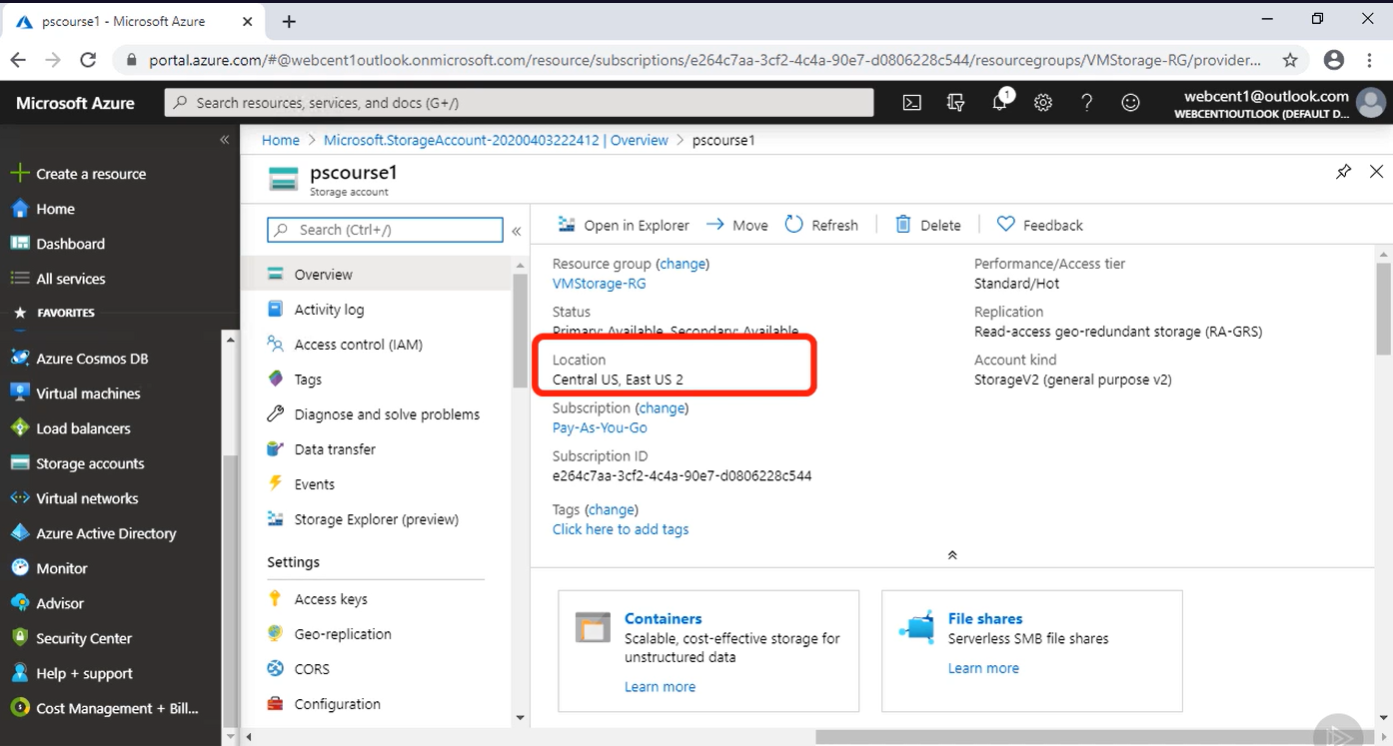 pscourse1 - Microsoft Azure
portal.azure.com/#@webcent1outlook.onmicrosoft.com/resource/subscriptions/e264c7aa-3cf2-4c4a-90e7-d0806228c544/resourcegroups/VMStorage-RG/provider...
Microsoft Azure
Search resources, services, and docs (G+/)
1
webcent1@outlook.com
WEBCENT1OUTLOOK (DEFAULT D...
Home > Microsoft.StorageAccount-20200403222412 | Overview > pscourse1
pscourse1
Storage account
Create a resource
Home
Dashboard
All services
FAVORITES
Azure Cosmos DB
Virtual machines
Load balancers
Storage accounts
Virtual networks
Azure Active Directory
Monitor
Advisor
Security Center
Help + support
Cost Management + Bill...
Search (Ctrl+/)
Overview
Activity log
Access control (IAM)
Tags
Diagnose and solve problems
Data transfer
Events
Storage Explorer (preview)
Settings
Access keys
Geo-replication
CORS
Configuration
Open in Explorer
Move
Refresh
Delete
Feedback
Resource group (change)
VMStorage-RG
Status
Primary: Available, Secondary: Available
Location
Central US, East US 2
Subscription (change)
Pay-As-You-Go
Subscription ID
e264c7aa-3cf2-4c4a-90e7-d0806228c544
Tags (change)
Click here to add tags
Performance/Access tier
Standard/Hot
Replication
Read-access geo-redundant storage (RA-GRS)
Account kind
StorageV2 (general purpose v2)
Containers
Scalable, cost-effective storage for
unstructured data
Learn more
File shares
Serverless SMB file shares
Learn more